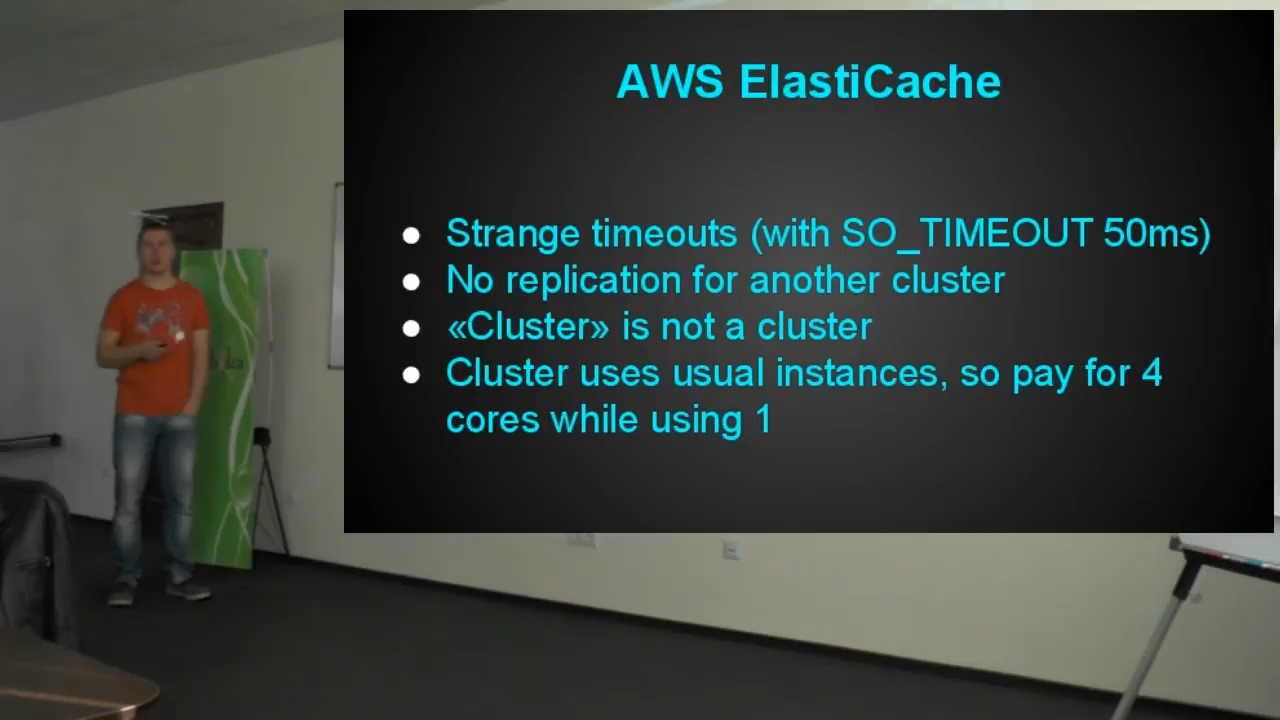 AWS ElastiCache
● Strange timeouts (with SO_TIMEOUT 50ms)
● No replication for another cluster
● «Cluster» is not a cluster
● Cluster uses usual instances, so pay for 4
cores while using 1